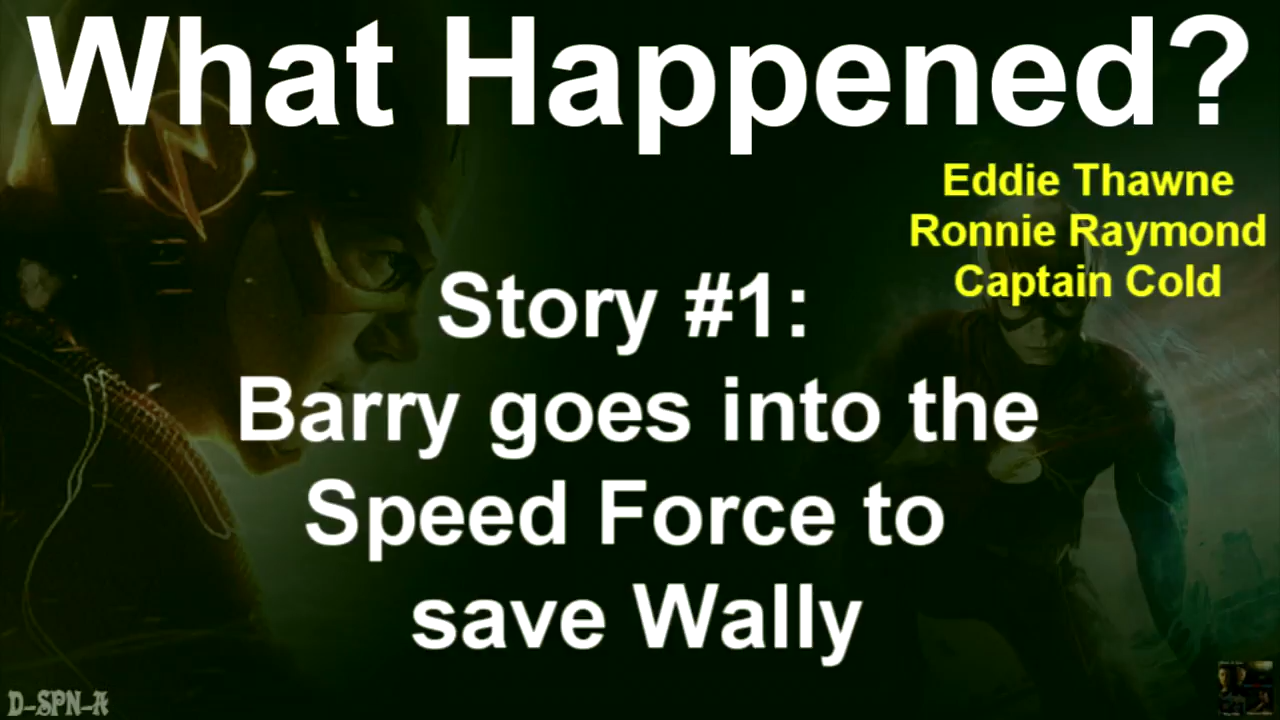 What Happened?
Eddie Thawne
Ronnie Raymond
Captain Cold
Story #1:
Barry goes into the
Speed Force to
save Wally
D-SPN-A